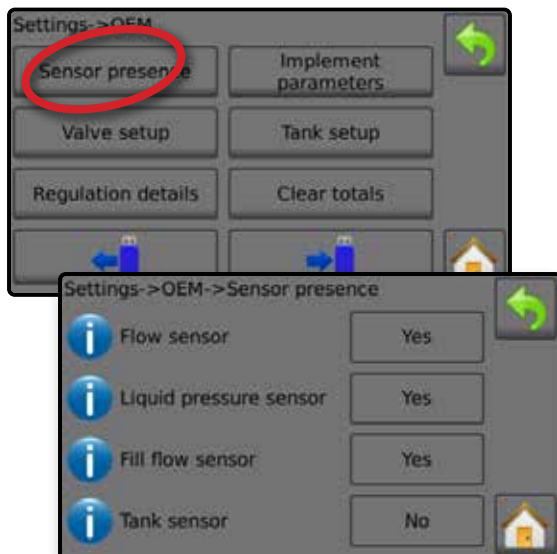 Settings->OEM
Sensor presence
Implement
parameters
Valve setup
Tank setup
Regulation details
Clear totals
Settings->OEM->Sensor presence
Flow sensor
Yes
Liquid pressure sensor
Yes
Fill flow sensor
Yes
Tank sensor
No